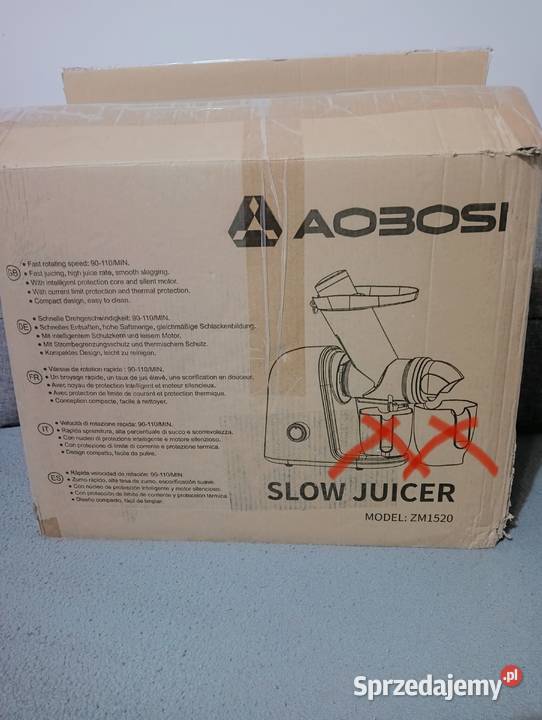 AOBOSI
GB
• Fast rotating speed: 90-110/MIN.
• Fast juicing, high juice rate, smooth slagging.
• With intelligent protection core and silent motor.
• With current limit protection and thermal protection.
• Compact design, easy to clean.
DE
• Schnelle Drehgeschwindigkeit: 90-110/MIN.
• Schnelles Entsaften, hohe Saftmenge, gleichmäßige Schlackenbildung.
• Mit intelligentem Schutzkern und leisem Motor.
• Mit Strombegrenzungsschutz und thermischem Schutz.
• Kompaktes Design, leicht zu reinigen.
FR
• Vitesse de rotation rapide : 90-110/MIN.
• Un broyage rapide, un taux de jus élevé, une scorification en douceur.
• Avec noyau de protection intelligent et moteur silencieux.
• Avec protection de limite de courant et protection thermique.
• Conception compacte, facile à nettoyer.
IT
• Velocità di rotazione rapida: 90-110/MIN.
• Rapida spremitura, alta percentuale di succo e scorrevolezza.
• Con nucleo di protezione intelligente e motore silenzioso.
• Con protezione di limite di corrente e protezione termica.
• Design compatto, facile da pulire.
ES
• Rápida velocidad de rotación: 90-110/MIN.
• Zumo rápido, alta tasa de zumo, escorificación suave.
• Con núcleo de protección inteligente y motor silencioso.
• Con protección de límite de corriente y protección térmica.
• Diseño compacto, fácil de limpiar.
SLOW JUICER
MODEL: ZM1520
Sprzedajemy.pl